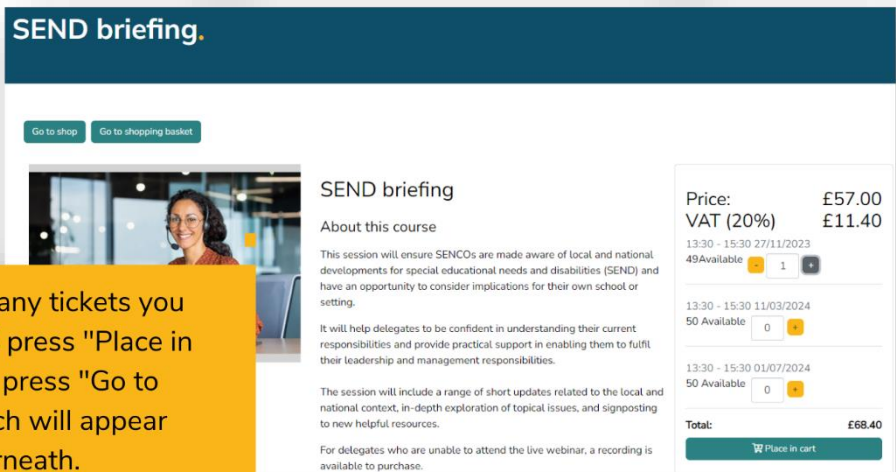 SEND briefing.
Go to shop
Go to shopping basket
any tickets you
press "Place in
press "Go to
ch will appear
neath.
SEND briefing
About this course
This session will ensure SENCOs are made aware of local and national
developments for special educational needs and disabilities (SEND) and
have an opportunity to consider implications for their own school or
setting.
It will help delegates to be confident in understanding their current
responsibilities and provide practical support in enabling them to fulfil
their leadership and management responsibilities.
The session will include a range of short updates related to the local and
national context, in-depth exploration of topical issues, and signposting
to new helpful resources.
For delegates who are unable to attend the live webinar, a recording is
available to purchase.
Price: £57.00
VAT (20%) £11.40
13:30 - 15:30 27/11/2023
49Available - 1 +
13:30 - 15:30 11/03/2024
50 Available 0 +
13:30 - 15:30 01/07/2024
50 Available 0 +
Total: £68.40
Place in cart